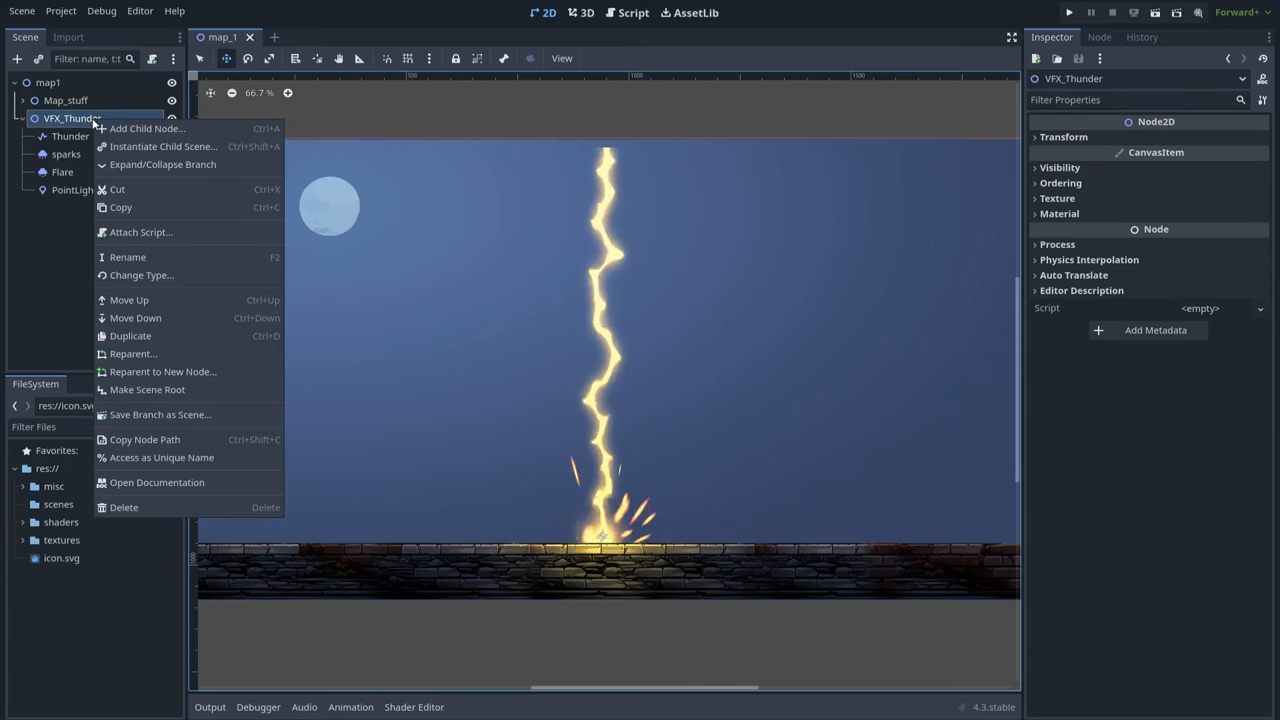 Scene Project Debug Editor Help
2D 3D Script AssetLib
Forward+
Scene Import
map_1
Inspector Node History
Filter: name, t:t
View
map1
500 1000 1500
VFX_Thunder
Map_stuff
66.7 %
Filter Properties
VFX_Thunder
Node2D
Add Child Node... Ctrl+A
Thunder
Transform
Instantiate Child Scene... Ctrl+Shift+A
sparks
CanvasItem
Expand/Collapse Branch
Visibility
Flare
Ordering
Cut Ctrl+X
PointLigh
Texture
Copy Ctrl+C
Material
Attach Script...
Node
Process
Rename F2
Physics Interpolation
Change Type...
Auto Translate
Editor Description
Move Up Ctrl+Up
Script <empty>
Move Down Ctrl+Down
Add Metadata
Duplicate Ctrl+D
Reparent...
Reparent to New Node...
FileSystem
Make Scene Root
res://icon.svg
Save Branch as Scene...
Filter Files
Copy Node Path Ctrl+Shift+C
Favorites:
Access as Unique Name
res://
Open Documentation
misc
scenes
Delete Delete
shaders
textures
icon.svg
Output Debugger Audio Animation Shader Editor
4.3.stable